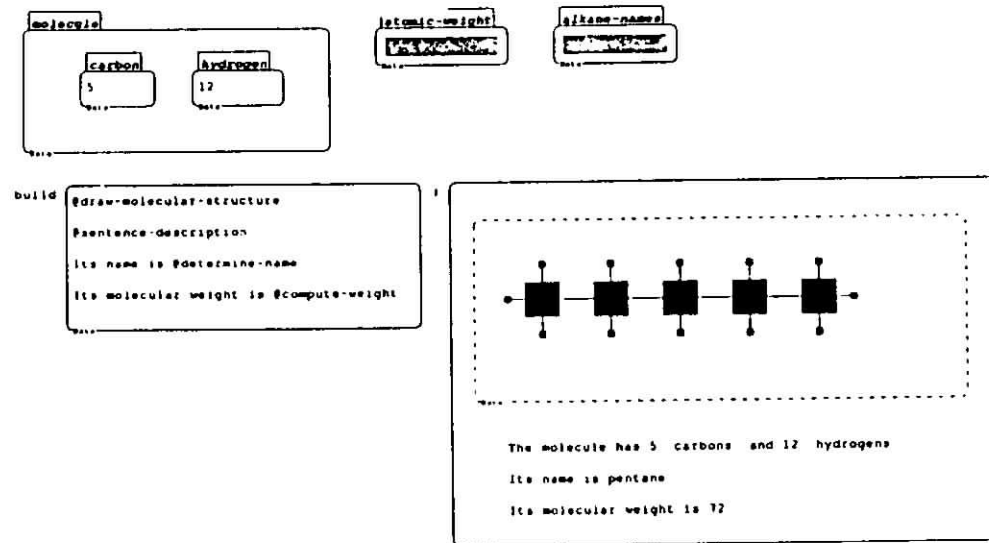 molecule
atomic-weight
alkane-names
carbon
hydrogen
5
12
Data
Data
Data
Data
Data
build
@draw-molecular-structure
@sentence-description
Its name is @determine-name
Its molecular weight is @compute-weight
Data
Data
The molecule has 5 carbons and 12 hydrogens
Its name is pentane
Its molecular weight is 72